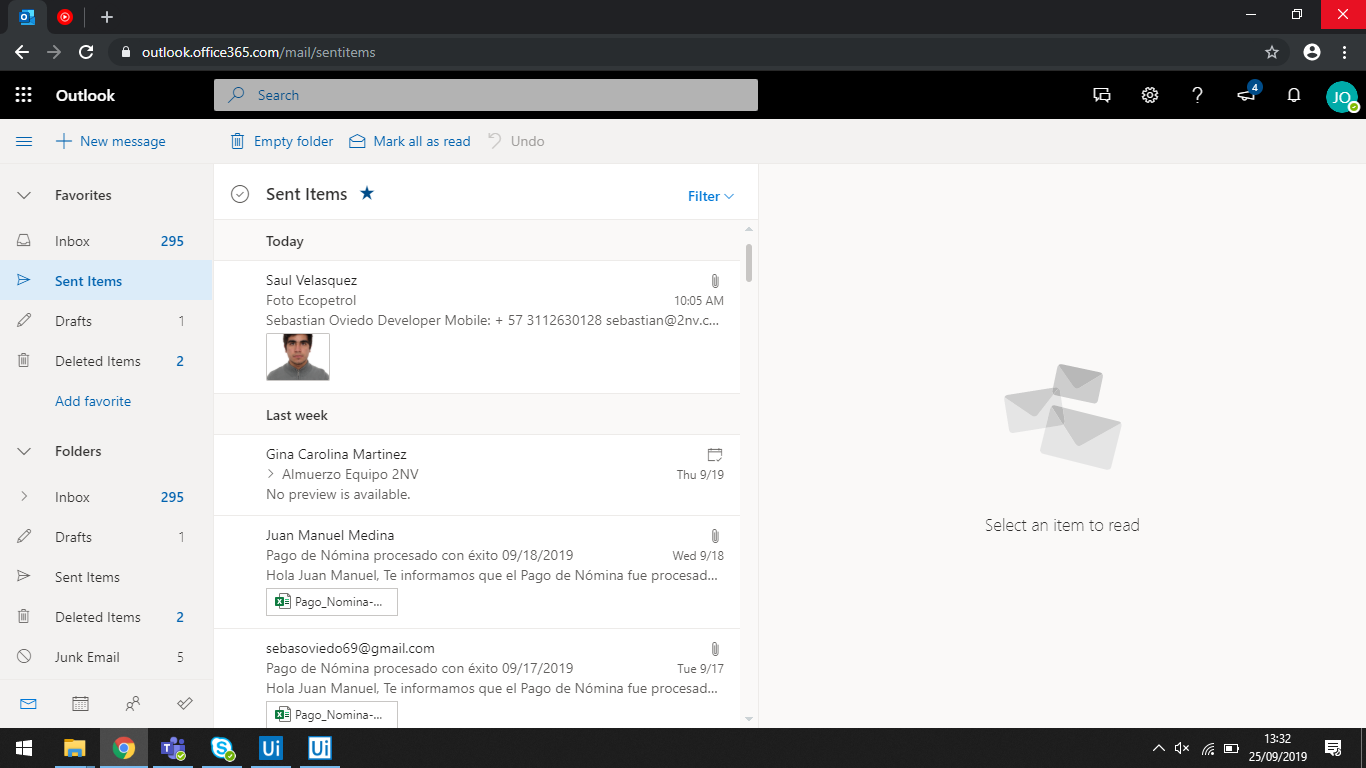 outlook.office365.com/mail/sentitems
Outlook
Search
4
JO
New message
Empty folder
Mark all as read
Undo
Favorites
Inbox 295
Sent Items
Drafts 1
Deleted Items 2
Add favorite
Folders
Inbox 295
Drafts 1
Sent Items
Deleted Items 2
Junk Email 5
Sent Items
Filter
Today
Saul Velasquez
Foto Ecopetrol 10:05 AM
Sebastian Oviedo Developer Mobile: + 57 3112630128 sebastian@2nv.c...
Last week
Gina Carolina Martinez
Almuerzo Equipo 2NV Thu 9/19
No preview is available.
Juan Manuel Medina
Pago de Nómina procesado con éxito 09/18/2019 Wed 9/18
Hola Juan Manuel, Te informamos que el Pago de Nómina fue procesad...
Pago_Nomina-...
sebasoviedo69@gmail.com
Pago de Nómina procesado con éxito 09/17/2019 Tue 9/17
Hola Juan Manuel, Te informamos que el Pago de Nómina fue procesad...
Pago_Nomina-...
Select an item to read
Ui
Ui
13:32
25/09/2019